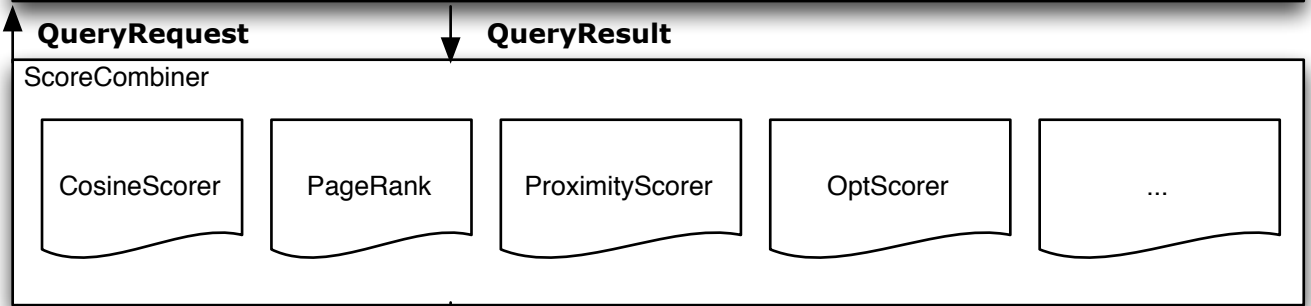 QueryRequest QueryResult
ScoreCombiner
CosineScorer PageRank ProximityScorer OptScorer ...